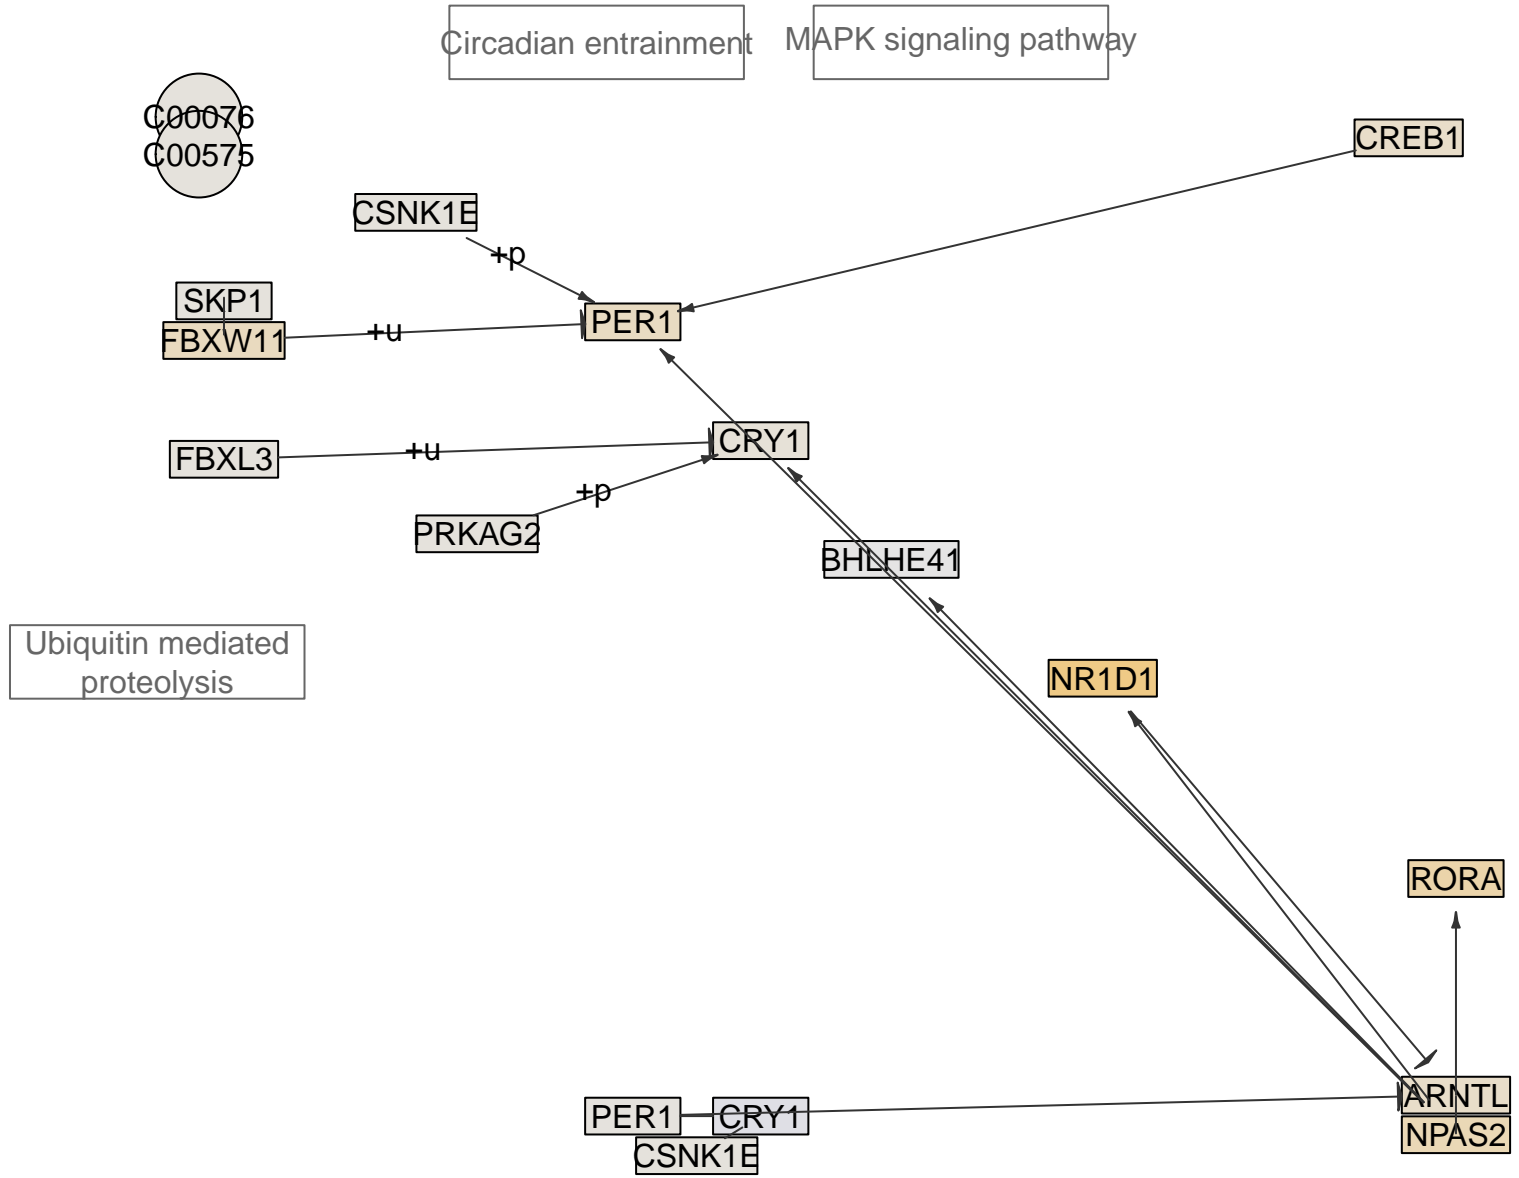 Circadian entrainment
MAPK signaling pathway
C00076
C00575
CREB1
CSNK1E
+p
SKP1
FBXW11
+u
PER1
FBXL3
+u
CRY1
+p
PRKAG2
BHLHE41
Ubiquitin mediated
proteolysis
NR1D1
RORA
ARNTL
NPAS2
PER1
CRY1
CSNK1E